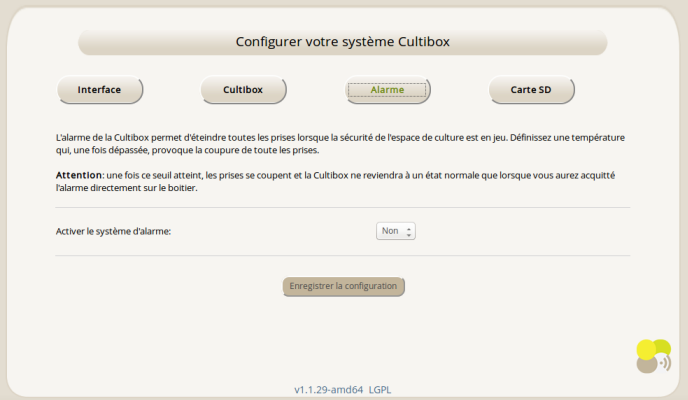 Configurer votre système Cultibox
Interface
Cultibox
Alarme
Carte SD
L'alarme de la Cultibox permet d'éteindre toutes les prises lorsque la sécurité de l'espace de culture est en jeu. Définissez une température
qui, une fois dépassée, provoque la coupure de toute les prises.
Attention: une fois ce seuil atteint, les prises se coupent et la Cultibox ne reviendra à un état normale que lorsque vous aurez acquitté
l'alarme directement sur le boitier.
Activer le système d'alarme:
Non
Enregistrer la configuration
v1.1.29-amd64 LGPL